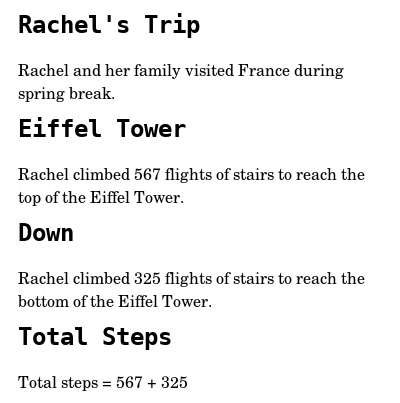 Rachel's Trip
Rachel and her family visited France during
spring break.
Eiffel Tower
Rachel climbed 567 flights of stairs to reach the
top of the Eiffel Tower.
Down
Rachel climbed 325 flights of stairs to reach the
bottom of the Eiffel Tower.
Total Steps
Total steps = 567 + 325